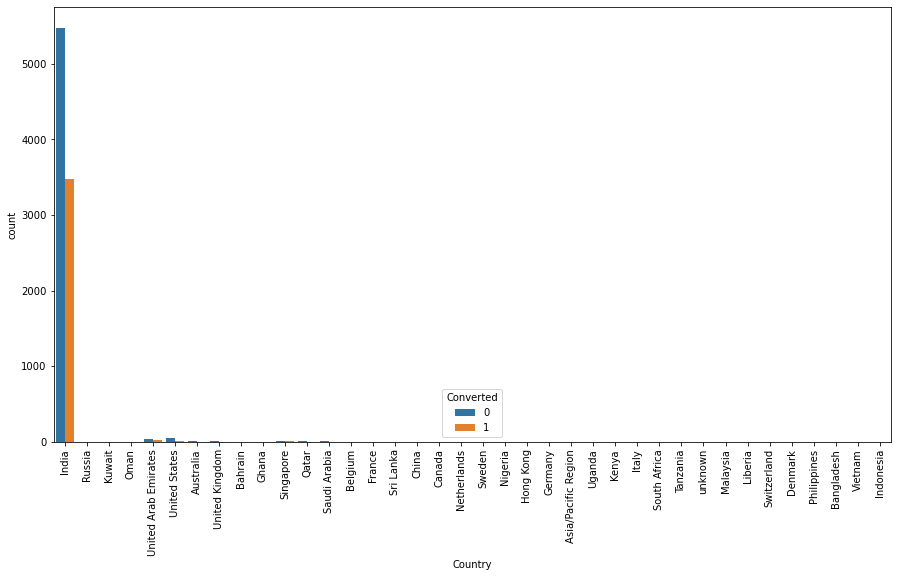 5000
4000
3000
2000
1000
0
count
Converted
0
1
India
Russia
Kuwait
Oman
United Arab Emirates
United States
Australia
United Kingdom
Bahrain
Ghana
Singapore
Qatar
Saudi Arabia
Belgium
France
Sri Lanka
China
Canada
Netherlands
Sweden
Nigeria
Hong Kong
Germany
Asia/Pacific Region
Uganda
Kenya
Italy
South Africa
Tanzania
unknown
Malaysia
Liberia
Switzerland
Denmark
Philippines
Bangladesh
Vietnam
Indonesia
Country